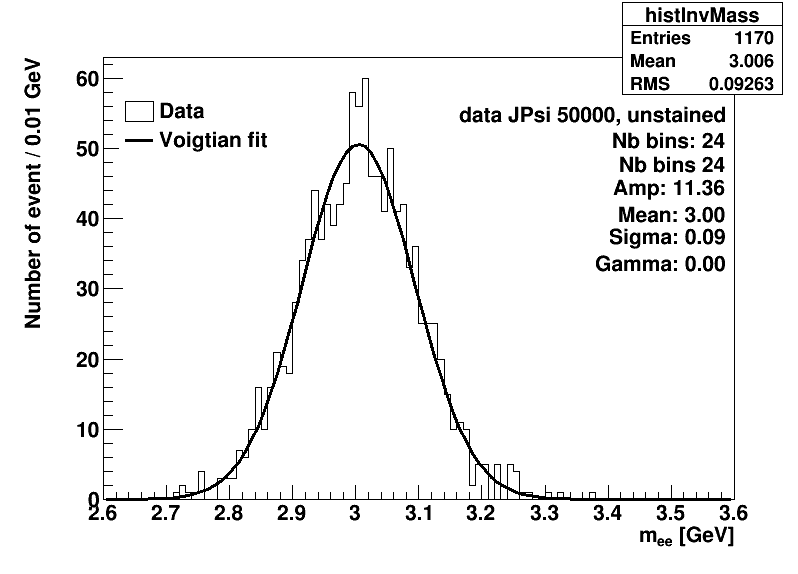 histInvMass
Entries 1170
Mean 3.006
RMS 0.09263
Number of event / 0.01 GeV
60
50
40
30
20
10
0
Data
Voigtian fit
data JPsi 50000, unstained
Nb bins: 24
Nb bins 24
Amp: 11.36
Mean: 3.00
Sigma: 0.09
Gamma: 0.00
2.6 2.7 2.8 2.9 3 3.1 3.2 3.3 3.4 3.5 3.6
mee [GeV]